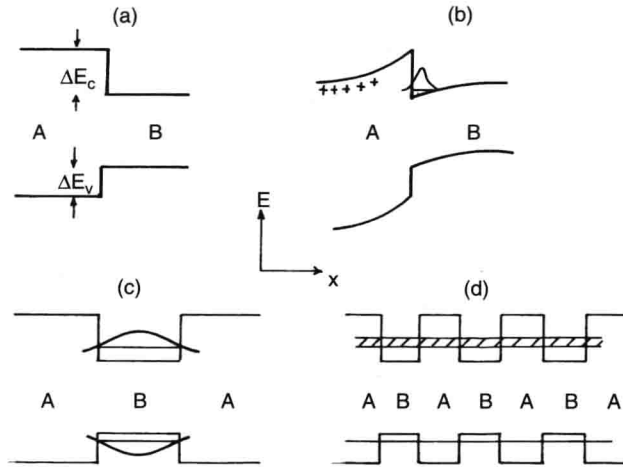 (a)
ΔEc
A B
ΔEv
(b)
+ + + + +
A B
E
x
(c)
A B A
(d)
A B A B A B A